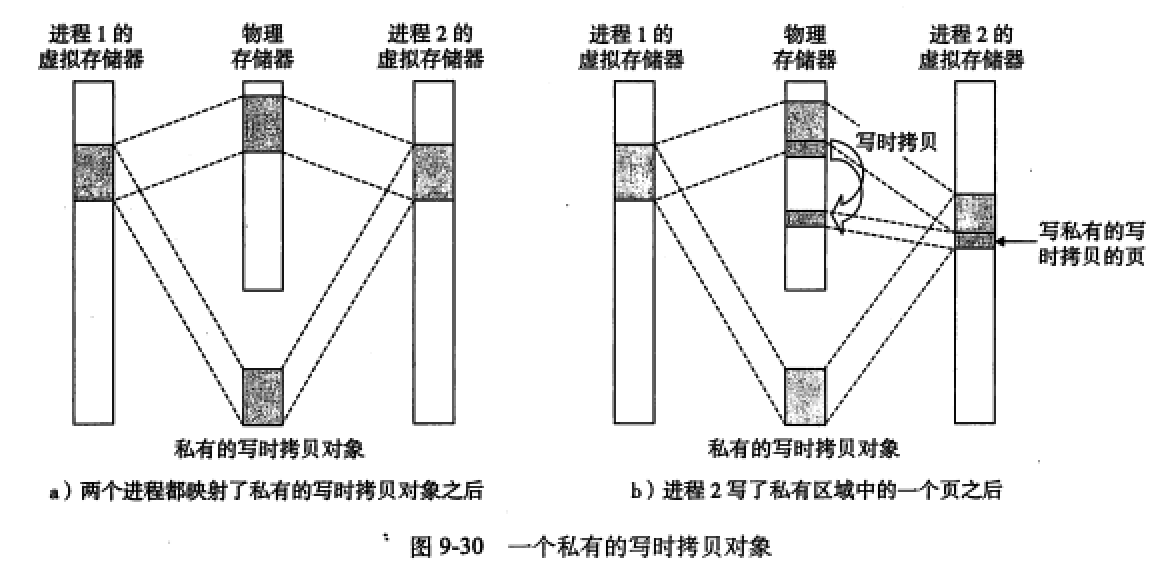 进程 1 的
虚拟存储器
物理
存储器
进程 2 的
虚拟存储器
私有的写时拷贝对象
a）两个进程都映射了私有的写时拷贝对象之后
进程 1 的
虚拟存储器
物理
存储器
进程 2 的
虚拟存储器
写时拷贝
写私有的写
时拷贝的页
私有的写时拷贝对象
b）进程 2 写了私有区域中的一个页之后
图 9-30 一个私有的写时拷贝对象